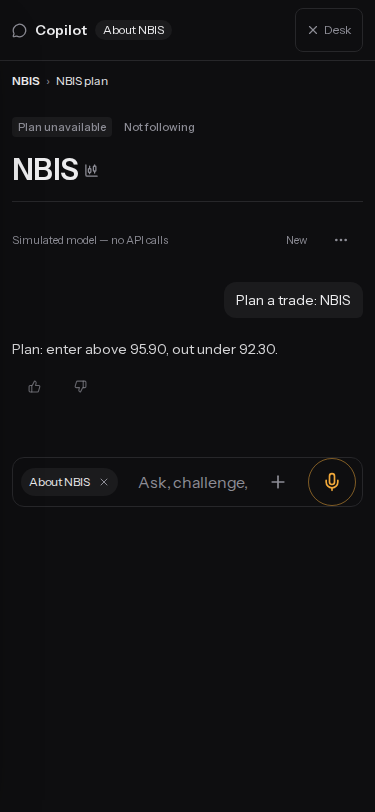 Copilot About NBIS Desk
NBIS › NBIS plan
Plan unavailable Not following
NBIS
Simulated model — no API calls New
Plan a trade: NBIS
Plan: enter above 95.90, out under 92.30.
About NBIS Ask, challenge,